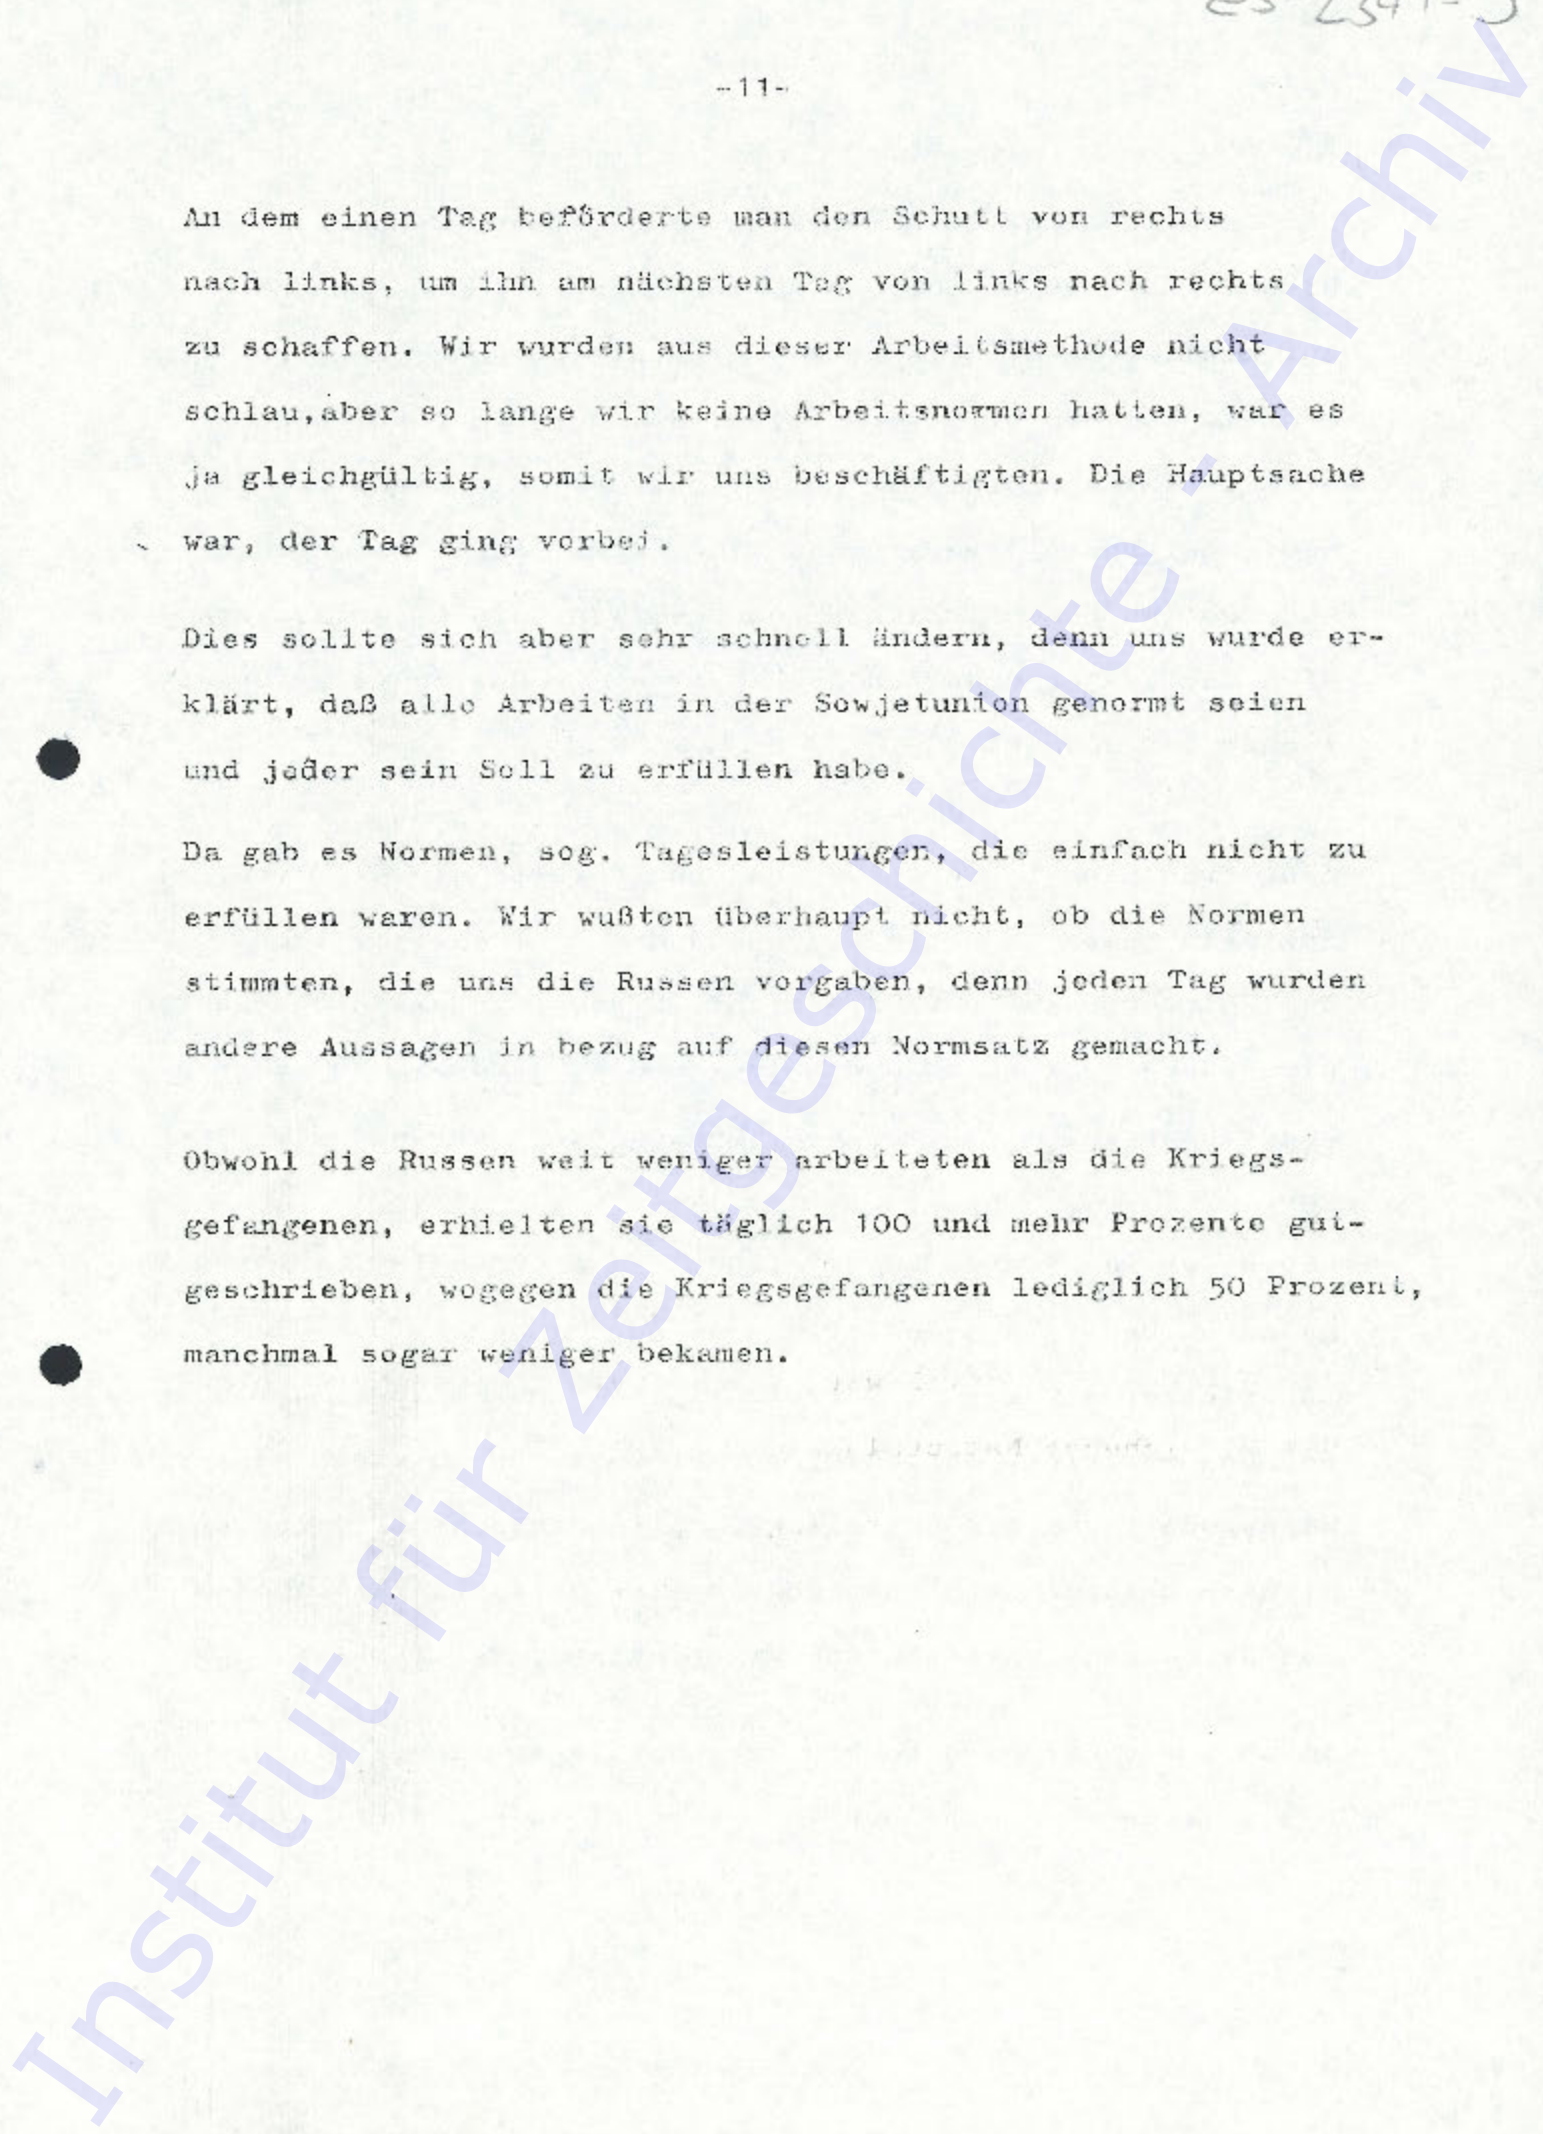 -11-
An dem einen Tag beförderte man den Schutt von rechts
nach links, um ihn am nächsten Tag von links nach rechts
zu schaffen. Wir wurden aus dieser Arbeitsmethode nicht
schlau,aber so lange wir keine Arbeitsnormen hatten, war es
ja gleichgültig, somit wir uns beschäftigten. Die Hauptsache
war, der Tag ging vorbei.
Dies sollte sich aber sehr schnell ändern, denn uns wurde er-
klärt, daß alle Arbeiten in der Sowjetunion genormt seien
und jeder sein Soll zu erfüllen habe.
Da gab es Normen, sog. Tagesleistungen, die einfach nicht zu
erfüllen waren. Wir wußten überhaupt nicht, ob die Normen
stimmten, die uns die Russen vorgaben, denn jeden Tag wurden
andere Aussagen in bezug auf diesen Normsatz gemacht.
Obwohl die Russen weit weniger arbeiteten als die Kriegs-
gefangenen, erhielten sie täglich 100 und mehr Prozente gut-
geschrieben, wogegen die Kriegsgefangenen lediglich 50 Prozent,
manchmal sogar weniger bekamen.
Institut für Zeitgeschichte - Archiv